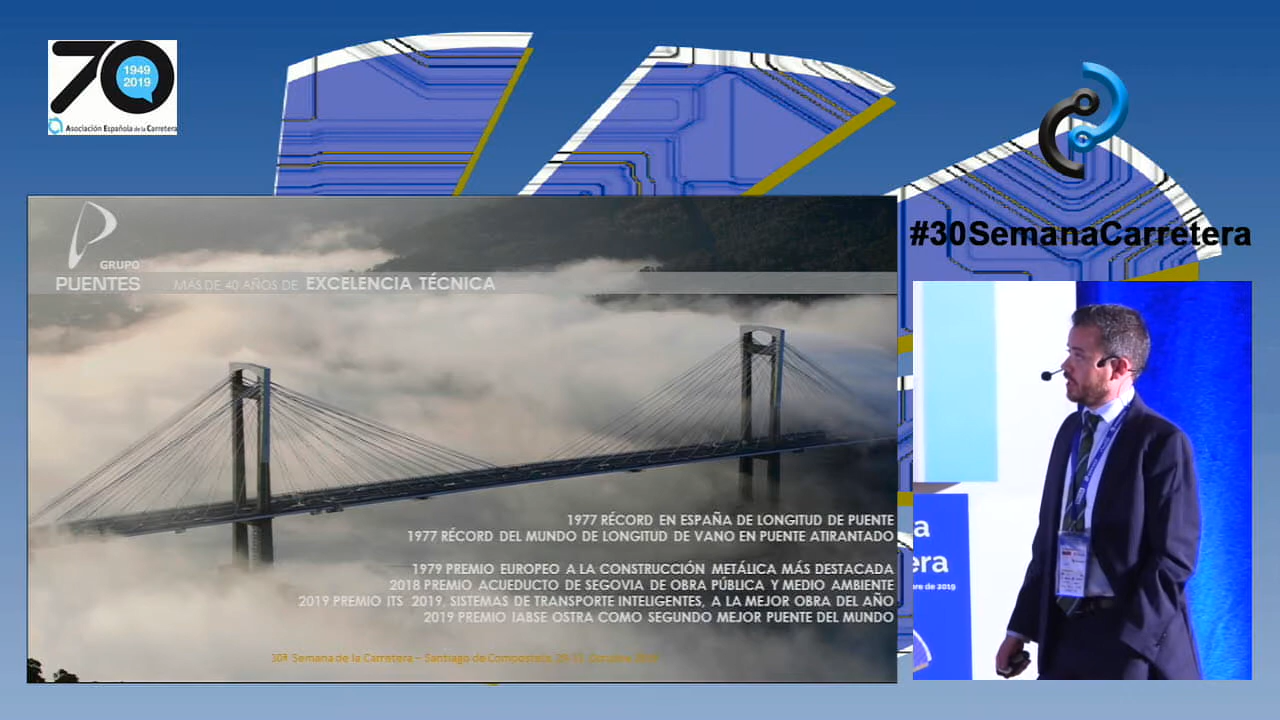 70
1949
2019
Asociación Española de la Carretera
#30SemanaCarretera
GRUPO
PUENTES
MAS DE 40 AÑOS DE EXCELENCIA TÉCNICA
1977 RÉCORD EN ESPAÑA DE LONGITUD DE PUENTE
1977 RÉCORD DEL MUNDO DE LONGITUD DE VANO EN PUENTE ATIRANTADO
1979 PREMIO EUROPEO A LA CONSTRUCCIÓN METÁLICA MÁS DESTACADA
2018 PREMIO ACUEDUCTO DE SEGOVIA DE OBRA PÚBLICA Y MEDIO AMBIENTE
2019 PREMIO ITS 2019, SISTEMAS DE TRANSPORTE INTELIGENTES, A LA MEJOR OBRA DEL AÑO
2019 PREMIO IABSE OSTRA COMO SEGUNDO MEJOR PUENTE DEL MUNDO
30ª Semana de la Carretera – Santiago de Compostela,
a
era
re de 2019